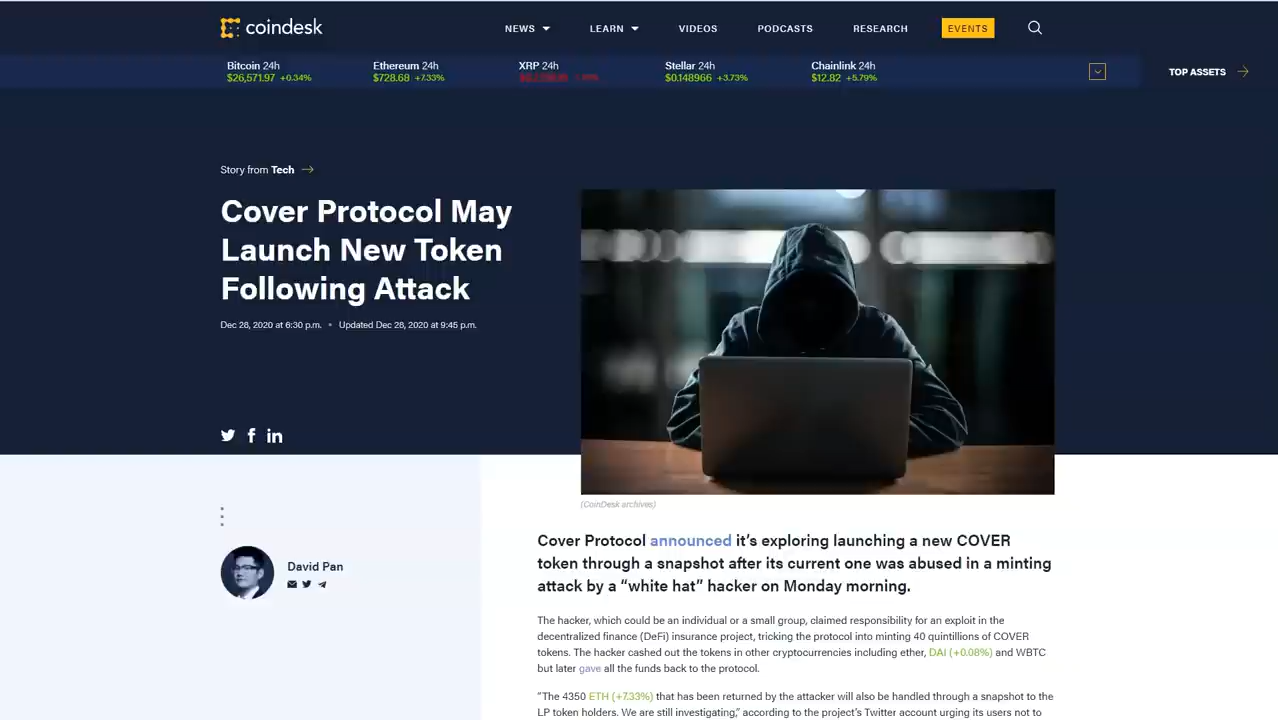 coindesk
NEWS LEARN VIDEOS PODCASTS RESEARCH EVENTS
Bitcoin 24h Ethereum 24h XRP 24h Stellar 24h Chainlink 24h
$26,571.97 +0.34% $728.68 +7.33% $0.148966 +3.73% $12.82 +5.79%
TOP ASSETS
Story from Tech
Cover Protocol May
Launch New Token
Following Attack
Dec 28, 2020 at 6:30 p.m. • Updated Dec 28, 2020 at 9:45 p.m.
(CoinDesk archives)
David Pan
Cover Protocol announced it’s exploring launching a new COVER
token through a snapshot after its current one was abused in a minting
attack by a “white hat” hacker on Monday morning.
The hacker, which could be an individual or a small group, claimed responsibility for an exploit in the
decentralized finance (DeFi) insurance project, tricking the protocol into minting 40 quintillions of COVER
tokens. The hacker cashed out the tokens in other cryptocurrencies including ether, DAI (+0.08%) and WBTC
but later gave all the funds back to the protocol.
“The 4350 ETH (+7.33%) that has been returned by the attacker will also be handled through a snapshot to the
LP token holders. We are still investigating,” according to the project’s Twitter account urging its users not to